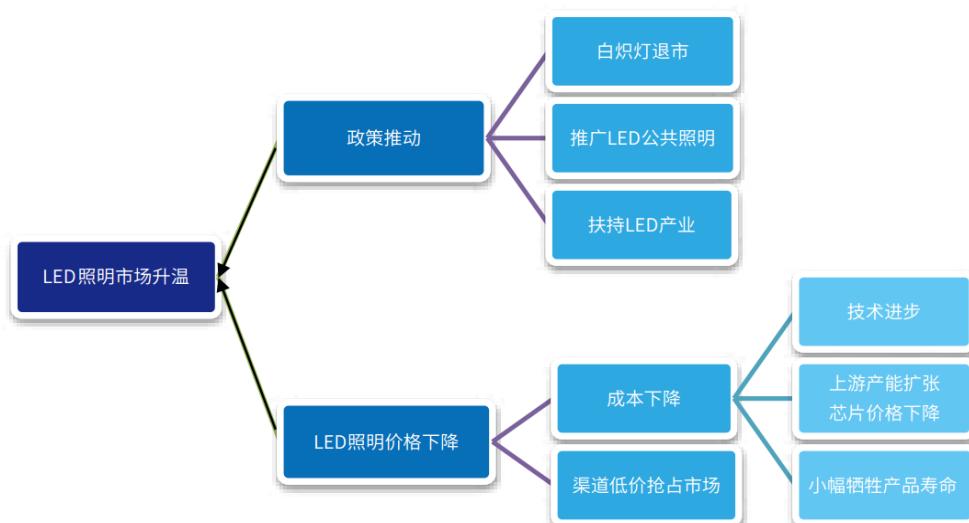 白炽灯退市
政策推动
推广LED公共照明
扶持LED产业
LED照明市场升温
技术进步
成本下降
上游产能扩张
芯片价格下降
LED照明价格下降
渠道低价抢占市场
小幅牺牲产品寿命